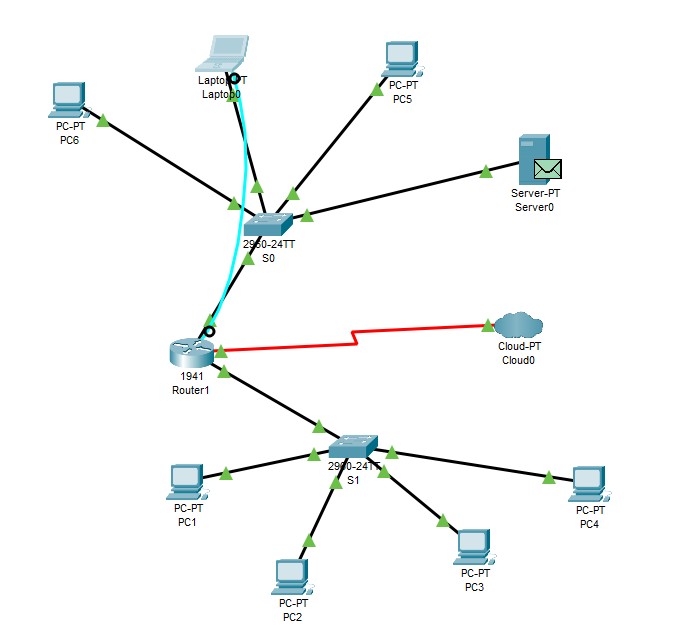 Laptop-PT
Laptop0
PC-PT
PC5
PC-PT
PC6
Server-PT
Server0
2960-24TT
S0
Cloud-PT
Cloud0
1941
Router1
2960-24TT
S1
PC-PT
PC1
PC-PT
PC4
PC-PT
PC3
PC-PT
PC2